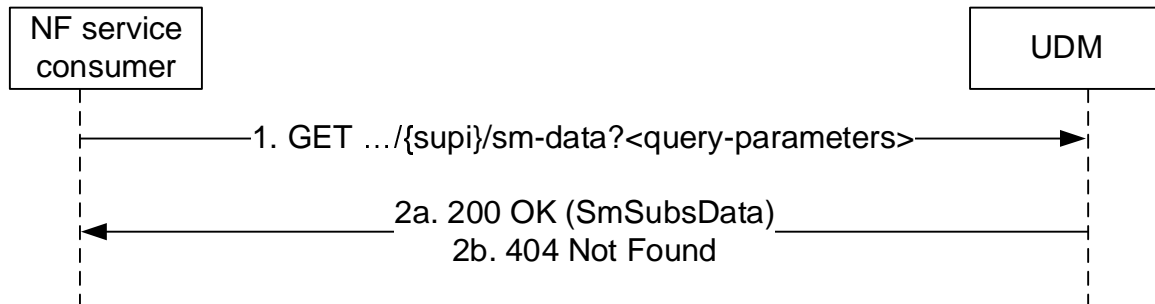 NF service
consumer
UDM
1. GET …/{supi}/sm-data?<query-parameters>
2a. 200 OK (SmSubsData)
2b. 404 Not Found